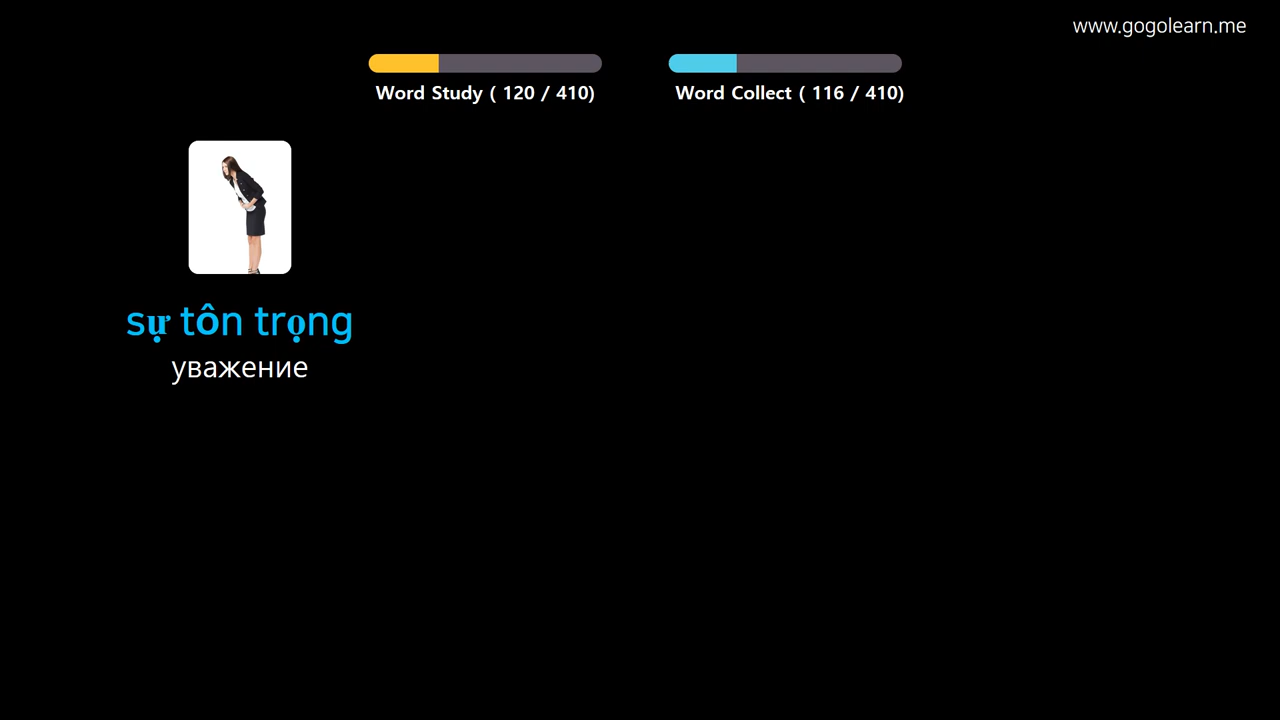 www.gogolearn.me
Word Study ( 120 / 410)
Word Collect ( 116 / 410)
sự tôn trọng
уважение